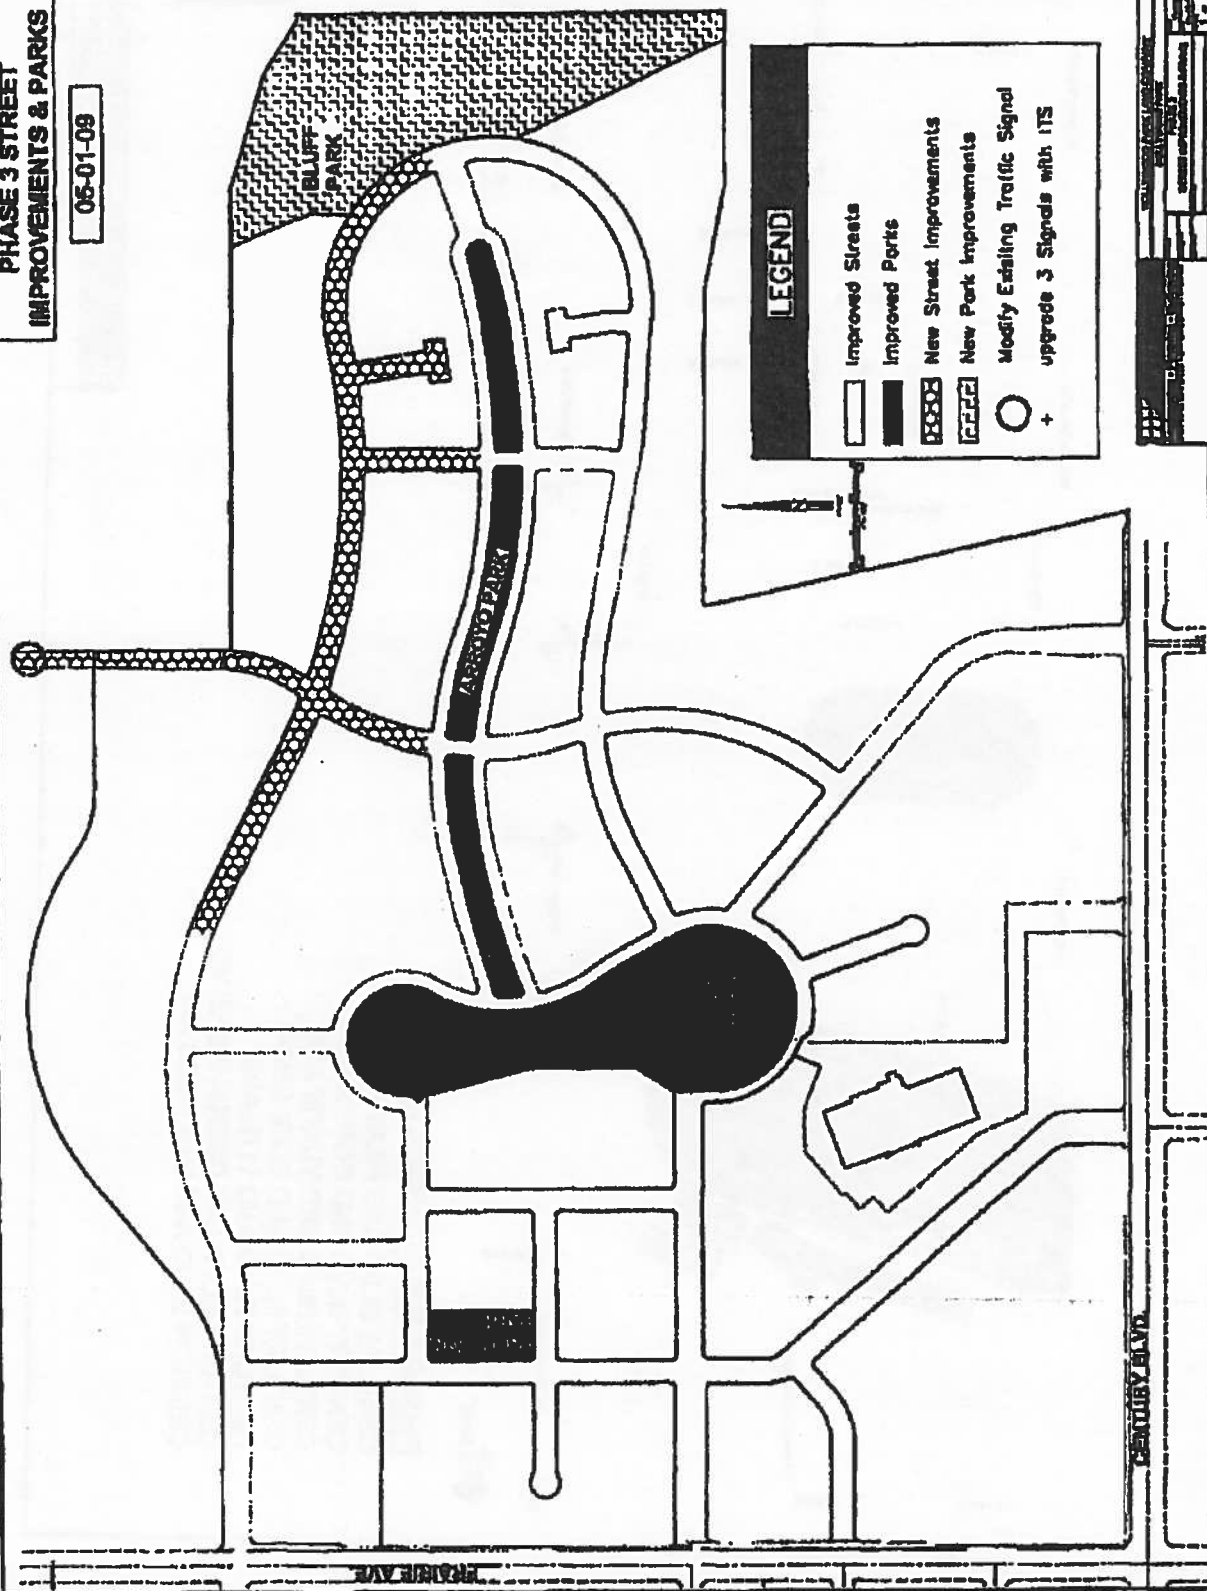 PHASE 3 STREET
IMPROVEMENTS & PARKS
05-01-09
BLUFF
PARK
ARROYO PARK
LEGEND
Improved Streets
Improved Parks
New Street Improvements
New Park Improvements
Modify Existing Traffic Signal
+ upgrade 3 Signals with ITS
N
PRAIRIE AVE.
CENTURY BLVD.